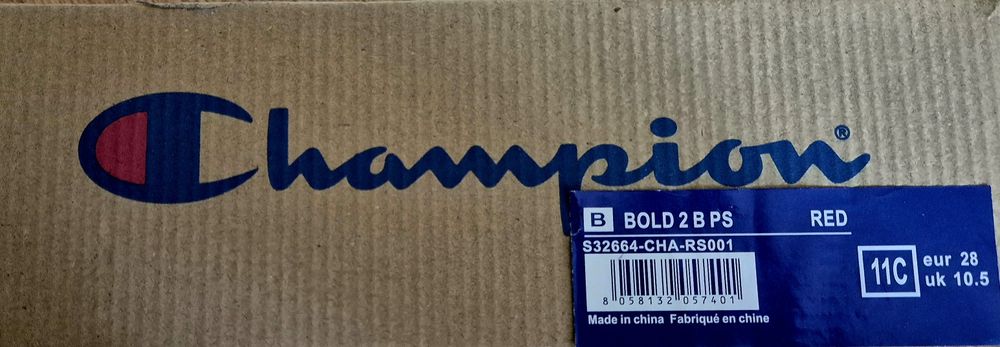 Champion®
B BOLD 2 B PS RED
S32664-CHA-RS001
11C eur 28
uk 10.5
8 058132 057401
Made in china Fabriqué en chine